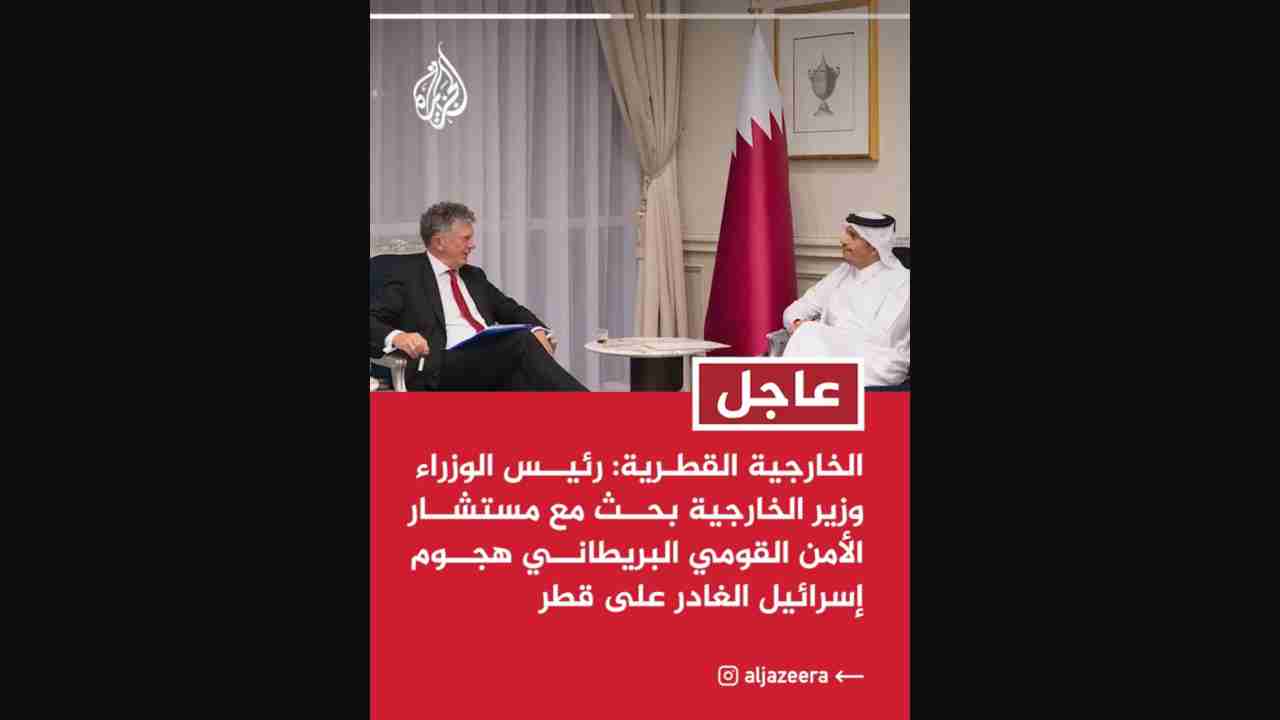 الجزيرة
عاجل
الخارجية القطرية: رئيس الوزراء
وزير الخارجية بحث مع مستشار
الأمن القومي البريطاني هجوم
إسرائيل الغادر على قطر
aljazeera